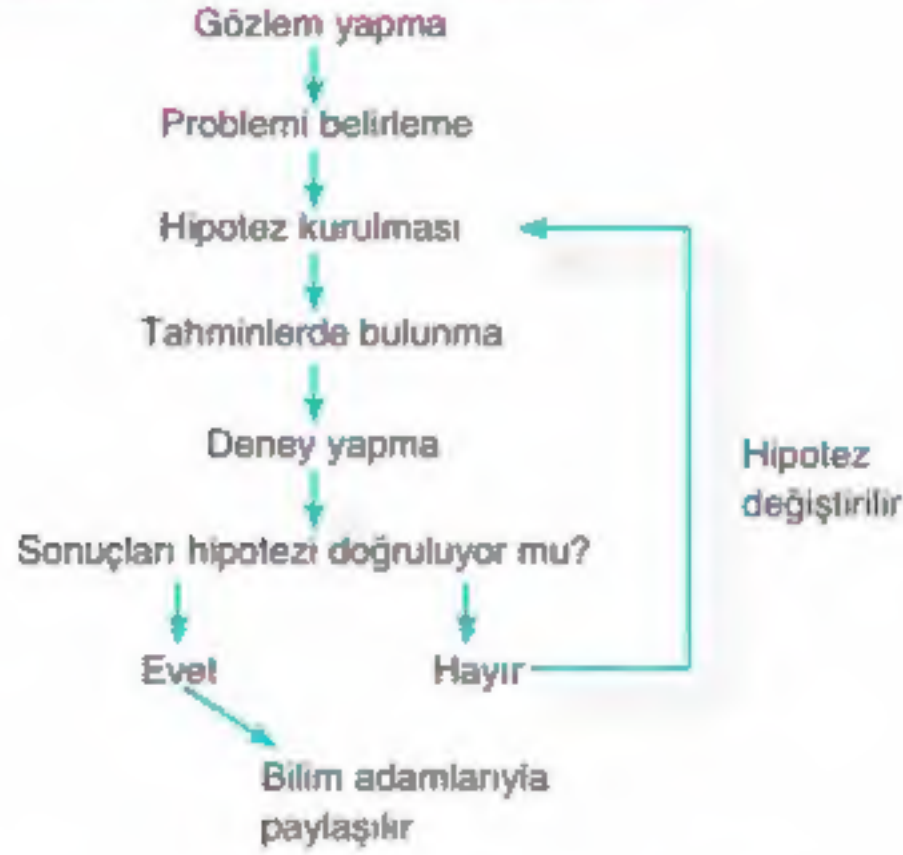 Gözlem yapma
Problemi belirleme
Hipotez kurulması
Tahminlerde bulunma
Deney yapma
Hipotez
değiştirilir
Sonuçları hipotezi doğruluyor mu?
Evet
Hayır
Bilim adamlarıyla
paylaşılır